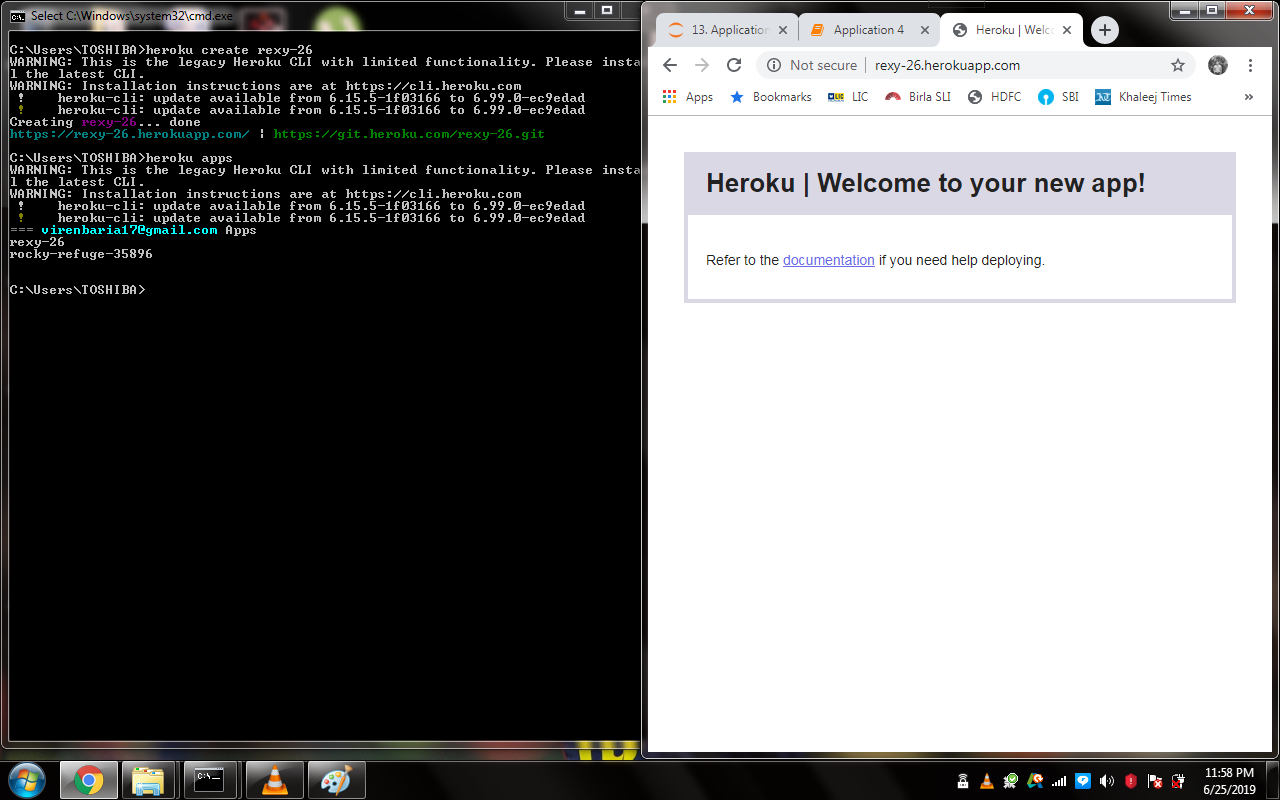 Select C:\Windows\system32\cmd.exe
C:\Users\TOSHIBA>heroku create rexy-26
WARNING: This is the legacy Heroku CLI with limited functionality. Please insta
l the latest CLI.
WARNING: Installation instructions are at https://cli.heroku.com
! heroku-cli: update available from 6.15.5-1f03166 to 6.99.0-ec9edad
! heroku-cli: update available from 6.15.5-1f03166 to 6.99.0-ec9edad
Creating rexy-26... done
https://rexy-26.herokuapp.com/ | https://git.heroku.com/rexy-26.git
C:\Users\TOSHIBA>heroku apps
WARNING: This is the legacy Heroku CLI with limited functionality. Please insta
l the latest CLI.
WARNING: Installation instructions are at https://cli.heroku.com
! heroku-cli: update available from 6.15.5-1f03166 to 6.99.0-ec9edad
! heroku-cli: update available from 6.15.5-1f03166 to 6.99.0-ec9edad
=== virenbaria17@gmail.com Apps
rexy-26
rocky-refuge-35896
C:\Users\TOSHIBA>
13. Application Application 4 Heroku | Welc
Not secure | rexy-26.herokuapp.com
Apps Bookmarks LIC Birla SLI HDFC SBI Khaleej Times »
Heroku | Welcome to your new app!
Refer to the documentation if you need help deploying.
11:58 PM
6/25/2019